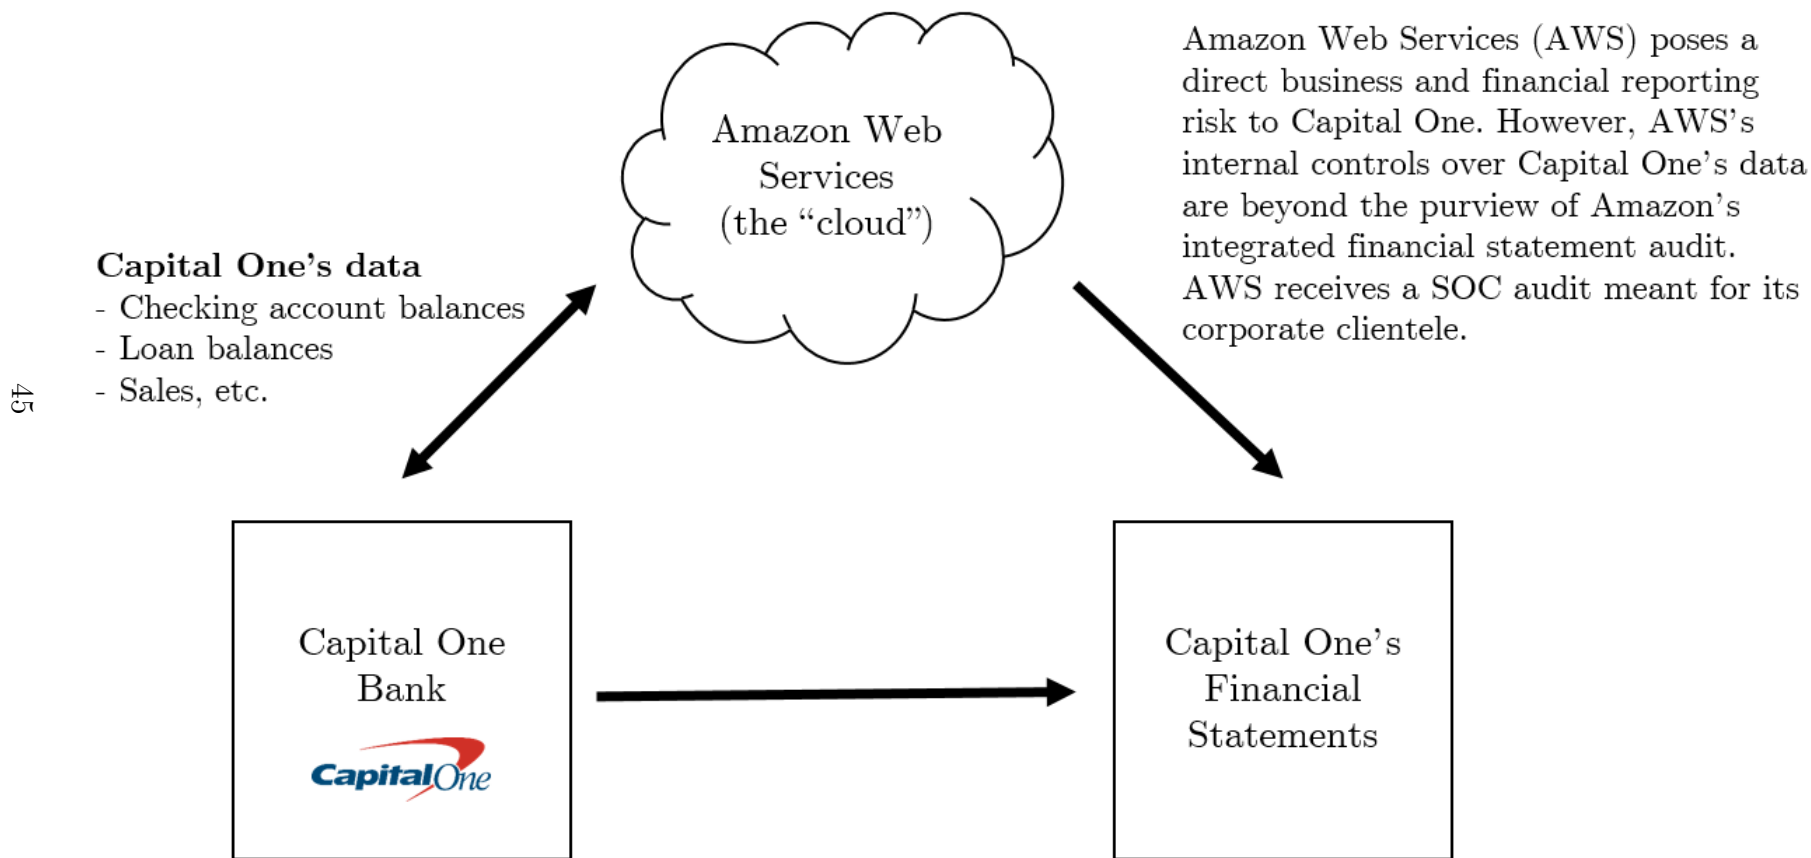 Amazon Web
Services
(the “cloud”)
Amazon Web Services (AWS) poses a
direct business and financial reporting
risk to Capital One. However, AWS’s
internal controls over Capital One’s data
are beyond the purview of Amazon’s
integrated financial statement audit.
AWS receives a SOC audit meant for its
corporate clientele.
Capital One’s data
- Checking account balances
- Loan balances
- Sales, etc.
45
Capital One
Bank
CapitalOne
Capital One’s
Financial
Statements